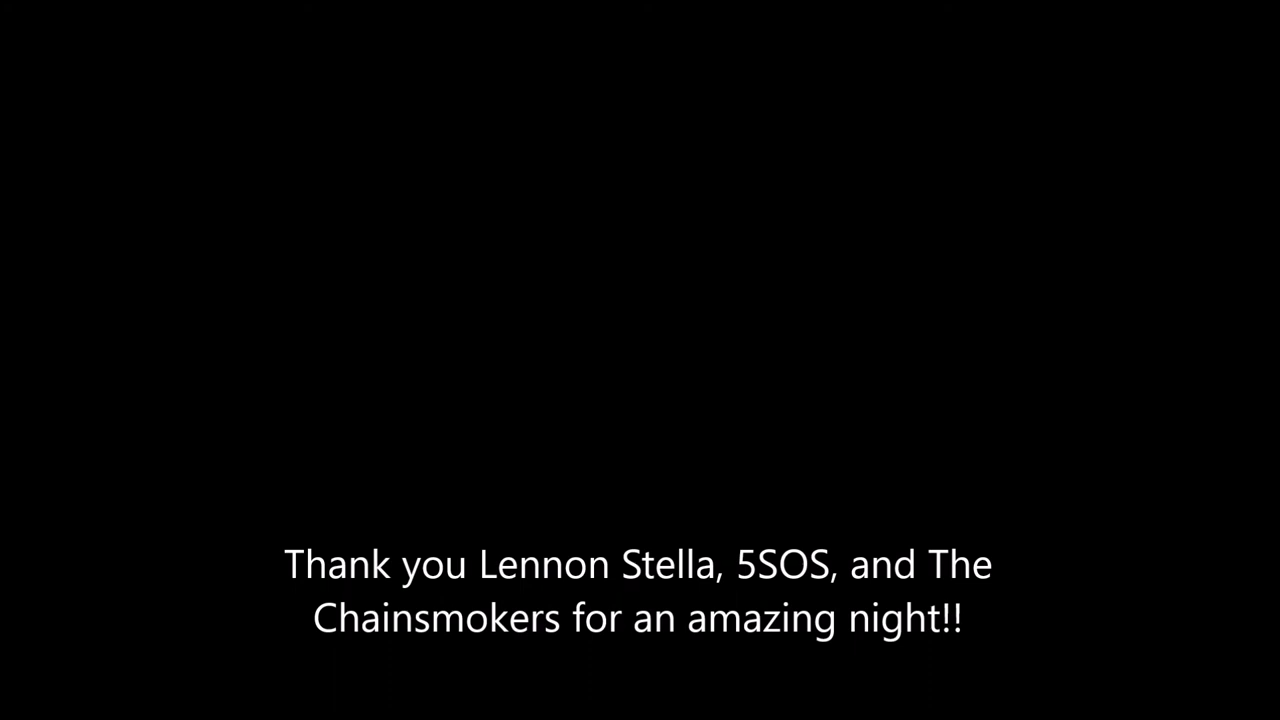 Thank you Lennon Stella, 5SOS, and The
Chainsmokers for an amazing night!!